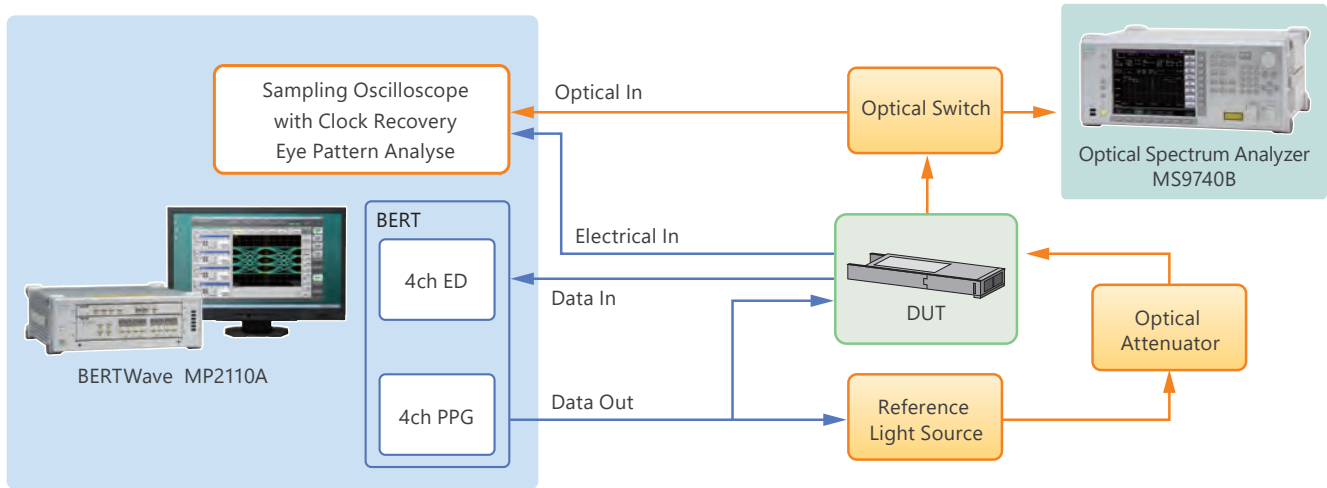 Sampling Oscilloscope
with Clock Recovery
Eye Pattern Analyse
Optical In
Optical Switch
Optical Spectrum Analyzer
MS9740B
BERT
4ch ED
Electrical In
Data In
DUT
Optical
Attenuator
BERTWave MP2110A
4ch PPG
Data Out
Reference
Light Source